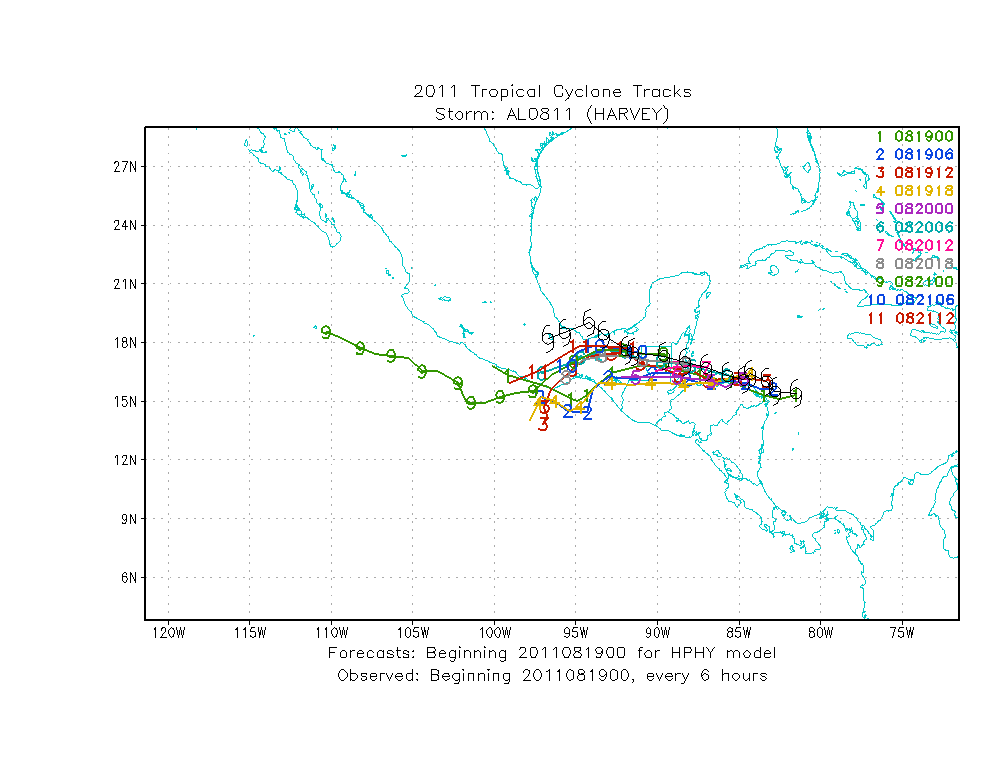 2011 Tropical Cyclone Tracks
Storm: AL0811 (HARVEY)
1 081900
2 081906
3 081912
4 081918
5 082000
6 082006
7 082012
8 082018
9 082100
10 082106
11 082112
27N
24N
21N
18N
15N
12N
9N
6N
120W 115W 110W 105W 100W 95W 90W 85W 80W 75W
Forecasts: Beginning 2011081900 for HPHY model
Observed: Beginning 2011081900, every 6 hours